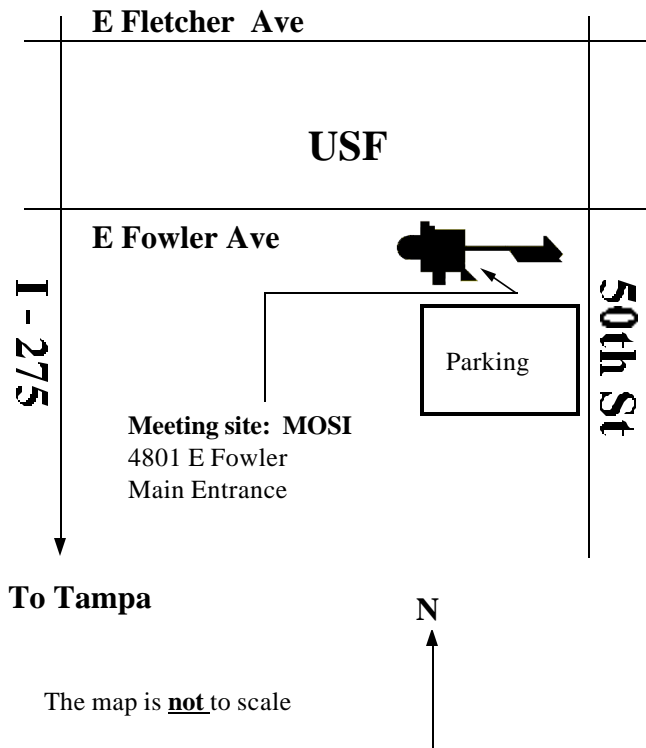 E Fletcher Ave
USF
E Fowler Ave
I - 275
50th St
Parking
Meeting site: MOSI
4801 E Fowler
Main Entrance
To Tampa
N
The map is not to scale